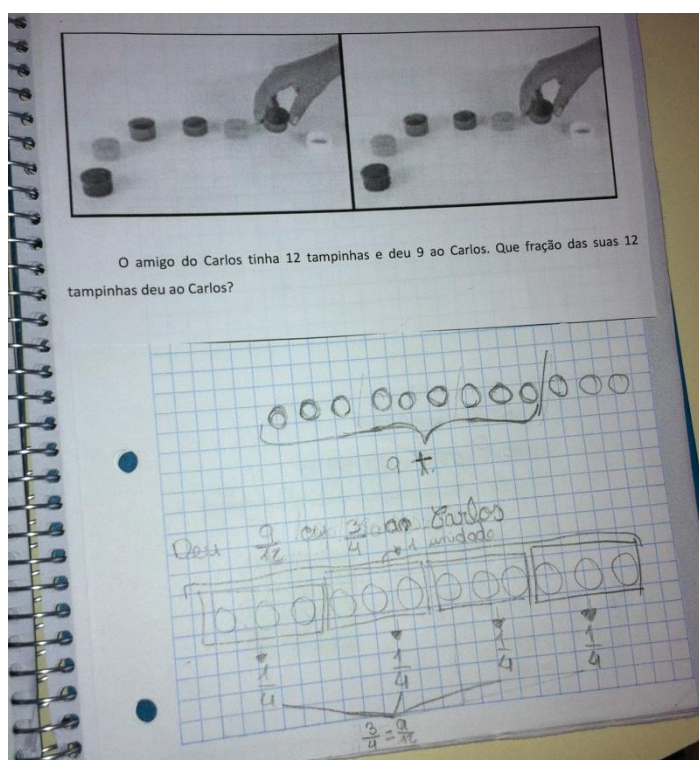 O amigo do Carlos tinha 12 tampinhas e deu 9 ao Carlos. Que fração das suas 12
tampinhas deu ao Carlos?
9 t.
Deu 9/12 ou 3/4 ao Carlos
1 unidade
1/4 1/4 1/4 1/4
3/4 = 9/12